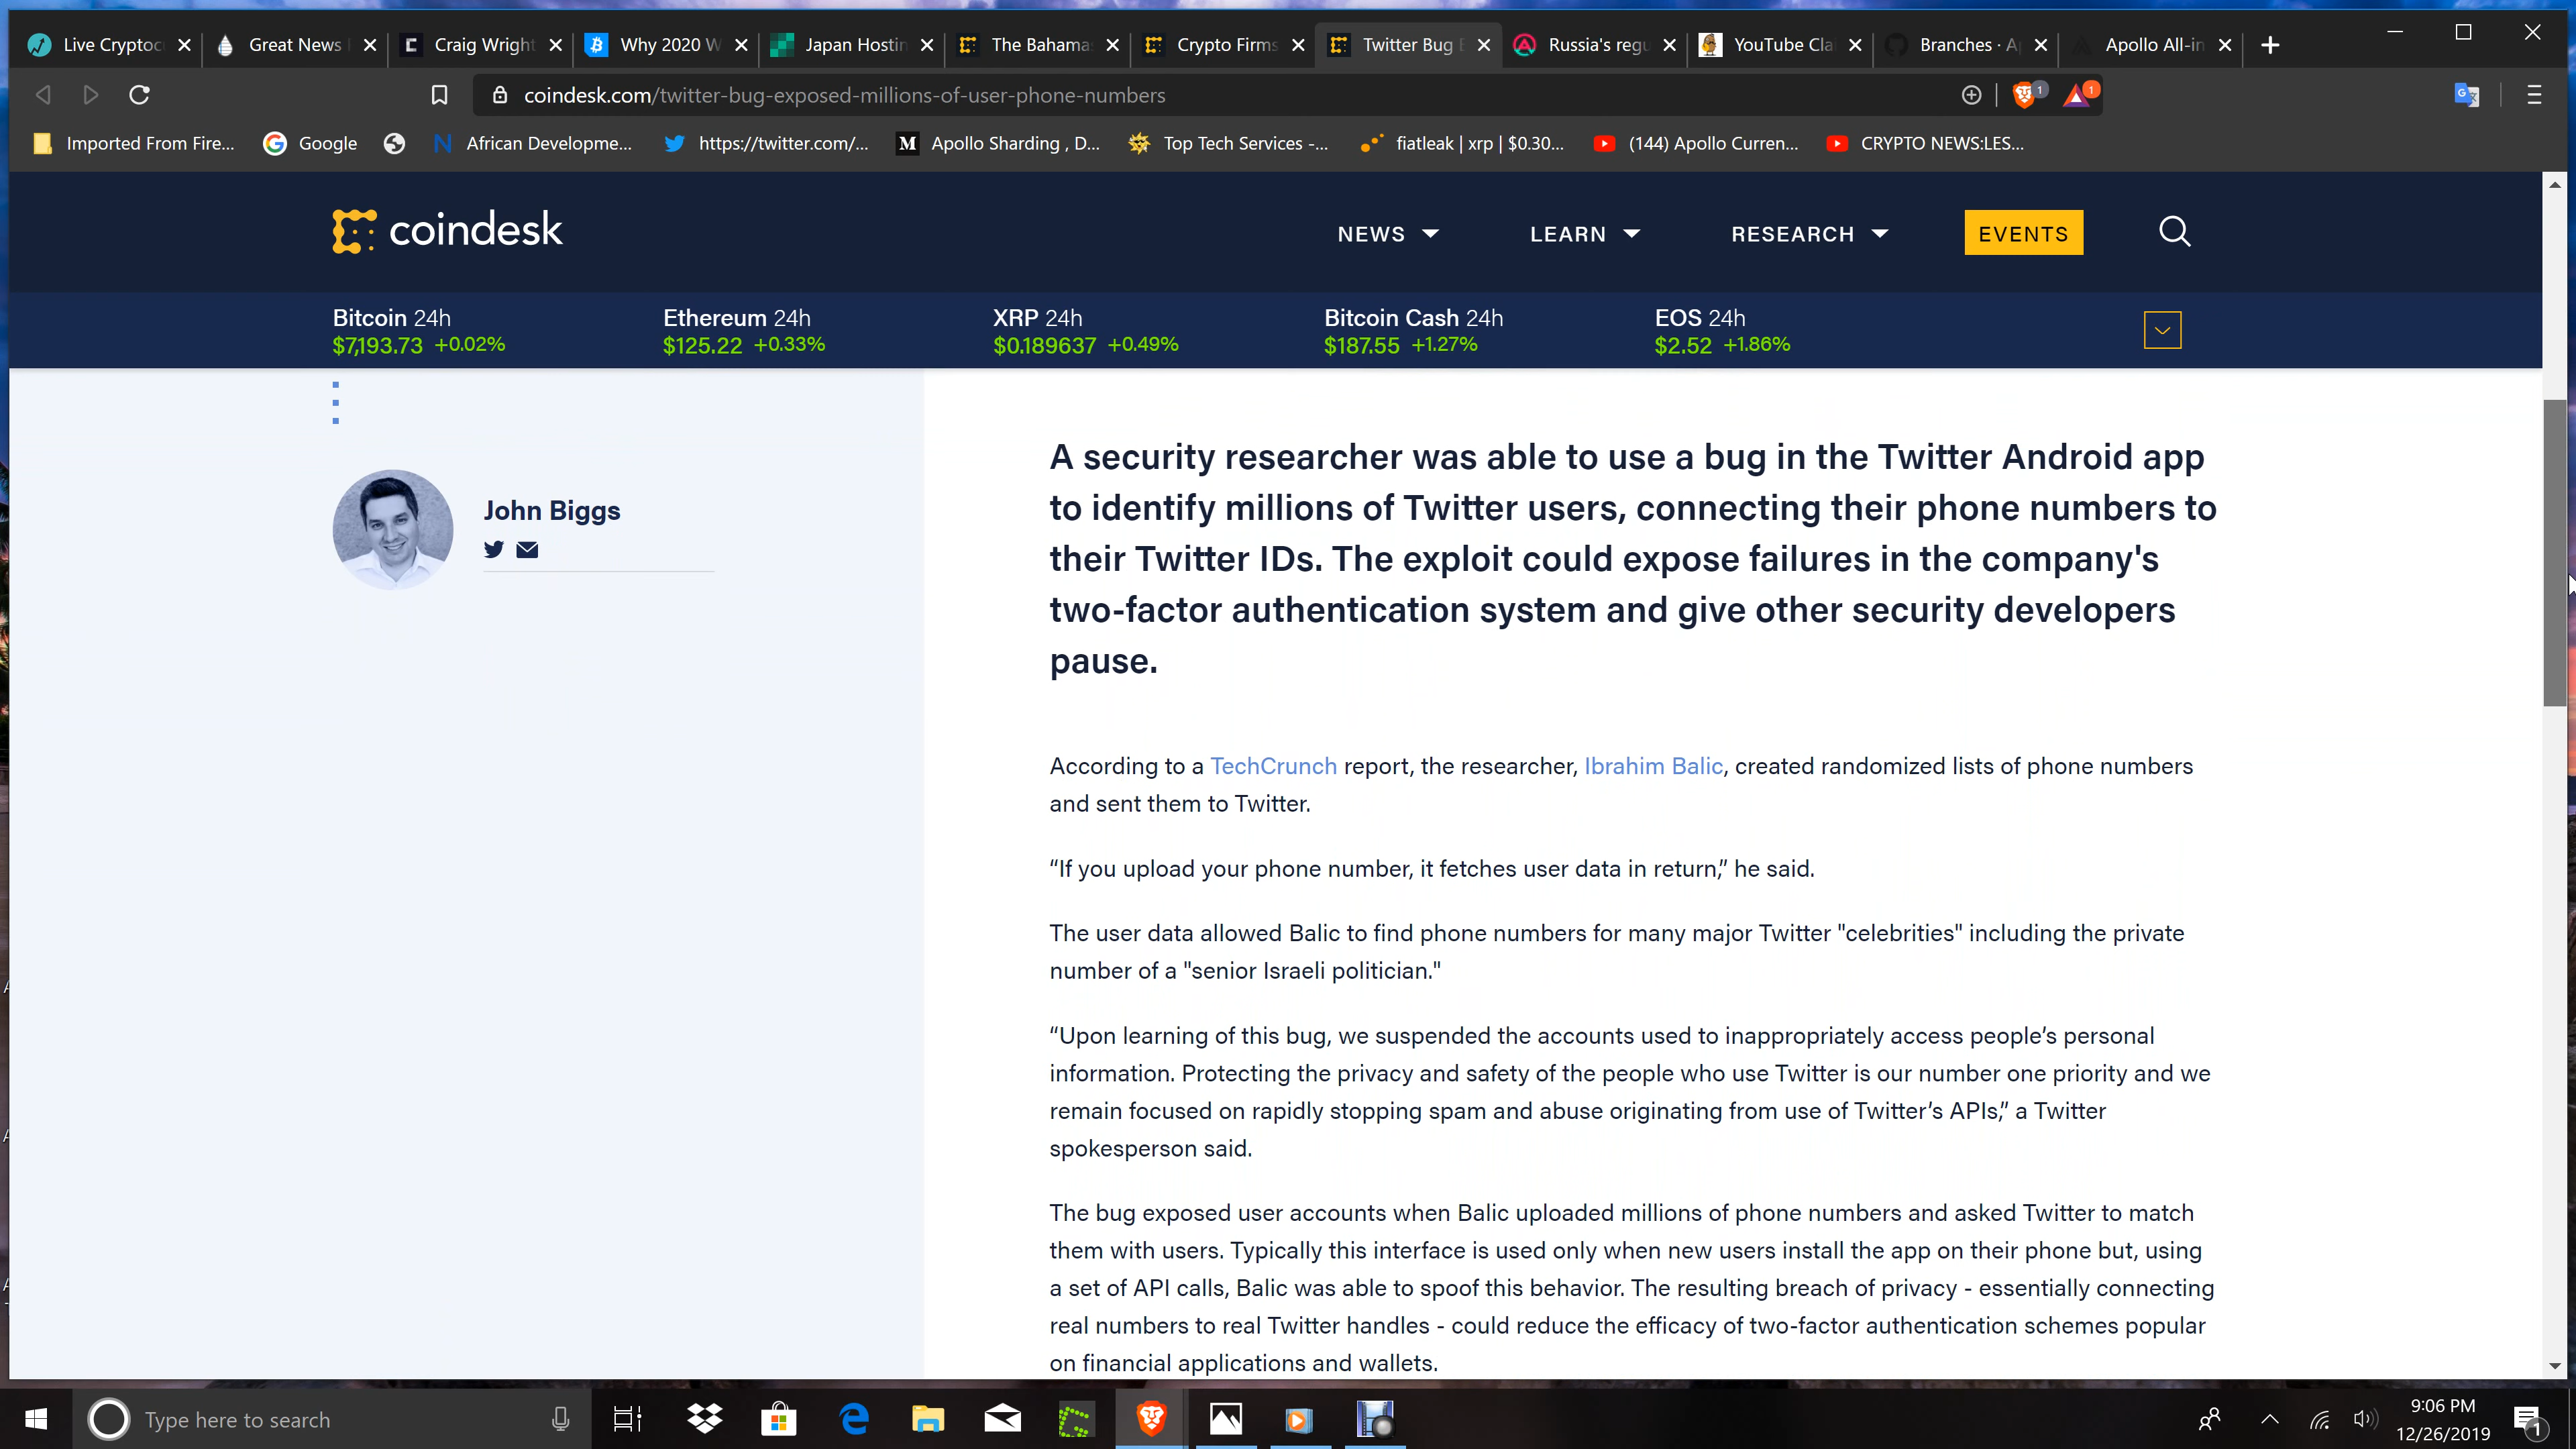 Live Cryptoc
Great News
Craig Wright
Why 2020 W
Japan Hostin
The Bahamas
Crypto Firms
Twitter Bug E
Russia's regu
YouTube Cla
Branches · A
Apollo All-in
coindesk.com/twitter-bug-exposed-millions-of-user-phone-numbers
1
1
Imported From Fire...
Google
African Developme...
https://twitter.com/...
Apollo Sharding , D...
Top Tech Services -...
fiatleak | xrp | $0.30...
(144) Apollo Curren...
CRYPTO NEWS:LES...
coindesk
NEWS
LEARN
RESEARCH
EVENTS
Bitcoin 24h
$7,193.73 +0.02%
Ethereum 24h
$125.22 +0.33%
XRP 24h
$0.189637 +0.49%
Bitcoin Cash 24h
$187.55 +1.27%
EOS 24h
$2.52 +1.86%
John Biggs
A security researcher was able to use a bug in the Twitter Android app
to identify millions of Twitter users, connecting their phone numbers to
their Twitter IDs. The exploit could expose failures in the company's
two-factor authentication system and give other security developers
pause.
According to a TechCrunch report, the researcher, Ibrahim Balic, created randomized lists of phone numbers
and sent them to Twitter.
“If you upload your phone number, it fetches user data in return,” he said.
The user data allowed Balic to find phone numbers for many major Twitter "celebrities" including the private
number of a "senior Israeli politician."
“Upon learning of this bug, we suspended the accounts used to inappropriately access people’s personal
information. Protecting the privacy and safety of the people who use Twitter is our number one priority and we
remain focused on rapidly stopping spam and abuse originating from use of Twitter’s APIs,” a Twitter
spokesperson said.
The bug exposed user accounts when Balic uploaded millions of phone numbers and asked Twitter to match
them with users. Typically this interface is used only when new users install the app on their phone but, using
a set of API calls, Balic was able to spoof this behavior. The resulting breach of privacy - essentially connecting
real numbers to real Twitter handles - could reduce the efficacy of two-factor authentication schemes popular
on financial applications and wallets.
Type here to search
9:06 PM
12/26/2019
1